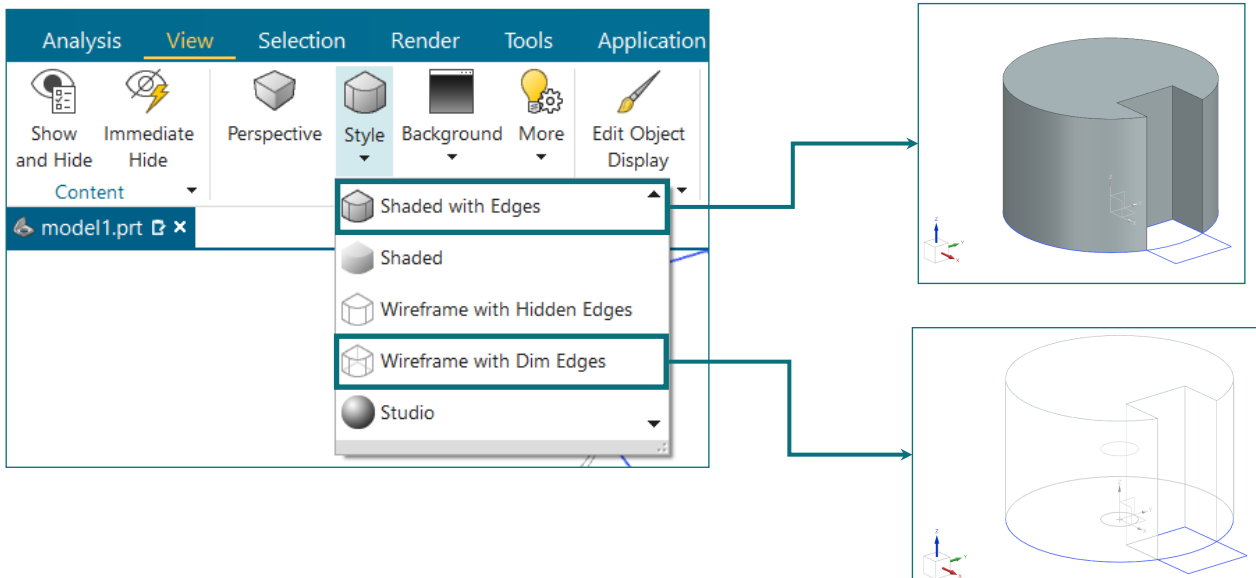 Analysis View Selection Render Tools Application
Show and Hide
Immediate Hide
Perspective
Style
Background
More
Edit Object Display
Content
model1.prt
Shaded with Edges
Shaded
Wireframe with Hidden Edges
Wireframe with Dim Edges
Studio
Z
Y
X
Z
Z
Y
X
Z